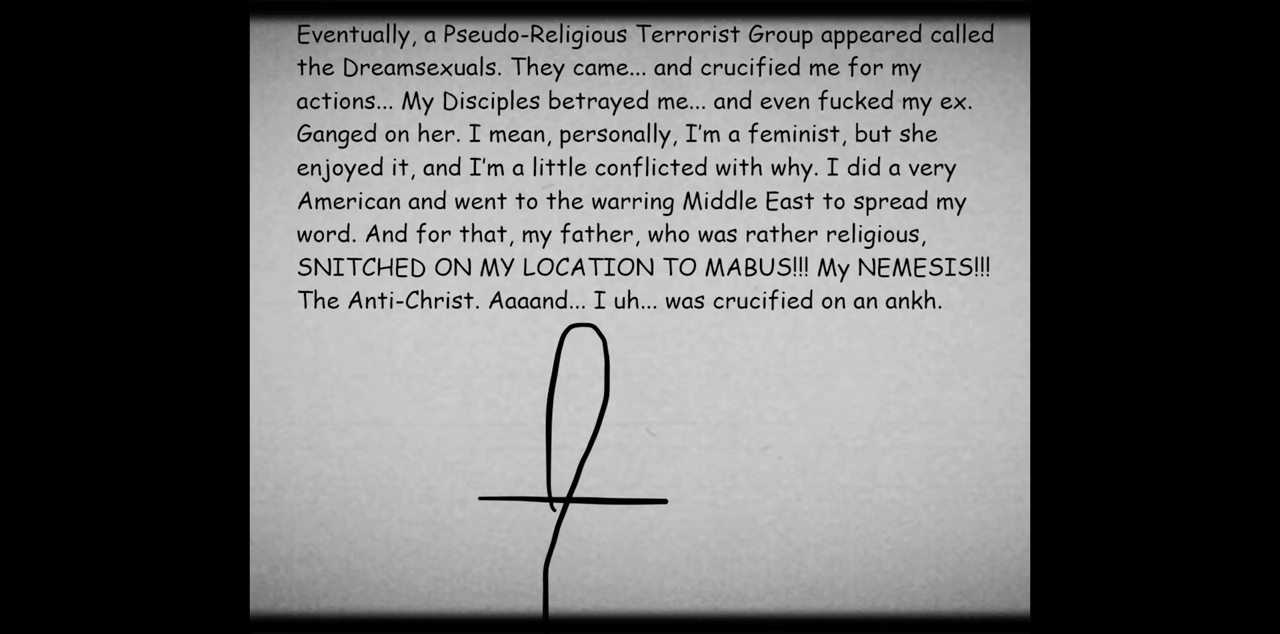 Eventually, a Pseudo-Religious Terrorist Group appeared called
the Dreamsexuals. They came... and crucified me for my
actions... My Disciples betrayed me... and even fucked my ex.
Ganged on her. I mean, personally, I'm a feminist, but she
enjoyed it, and I'm a little conflicted with why. I did a very
American and went to the warring Middle East to spread my
word. And for that, my father, who was rather religious,
SNITCHED ON MY LOCATION TO MABUS!!! My NEMESIS!!!
The Anti-Christ. Aaaand... I uh... was crucified on an ankh.